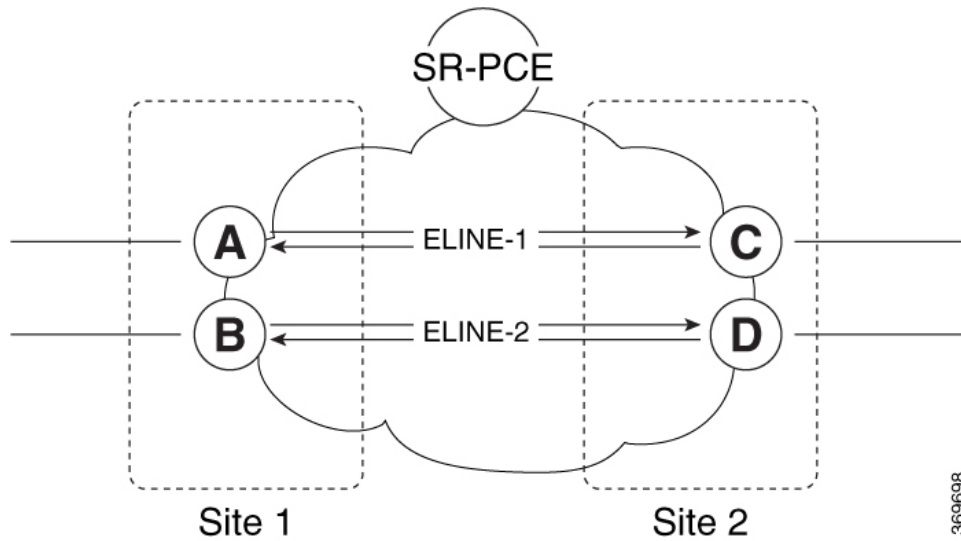 SR-PCE
A
ELINE-1
C
B
ELINE-2
D
Site 1
Site 2
369698